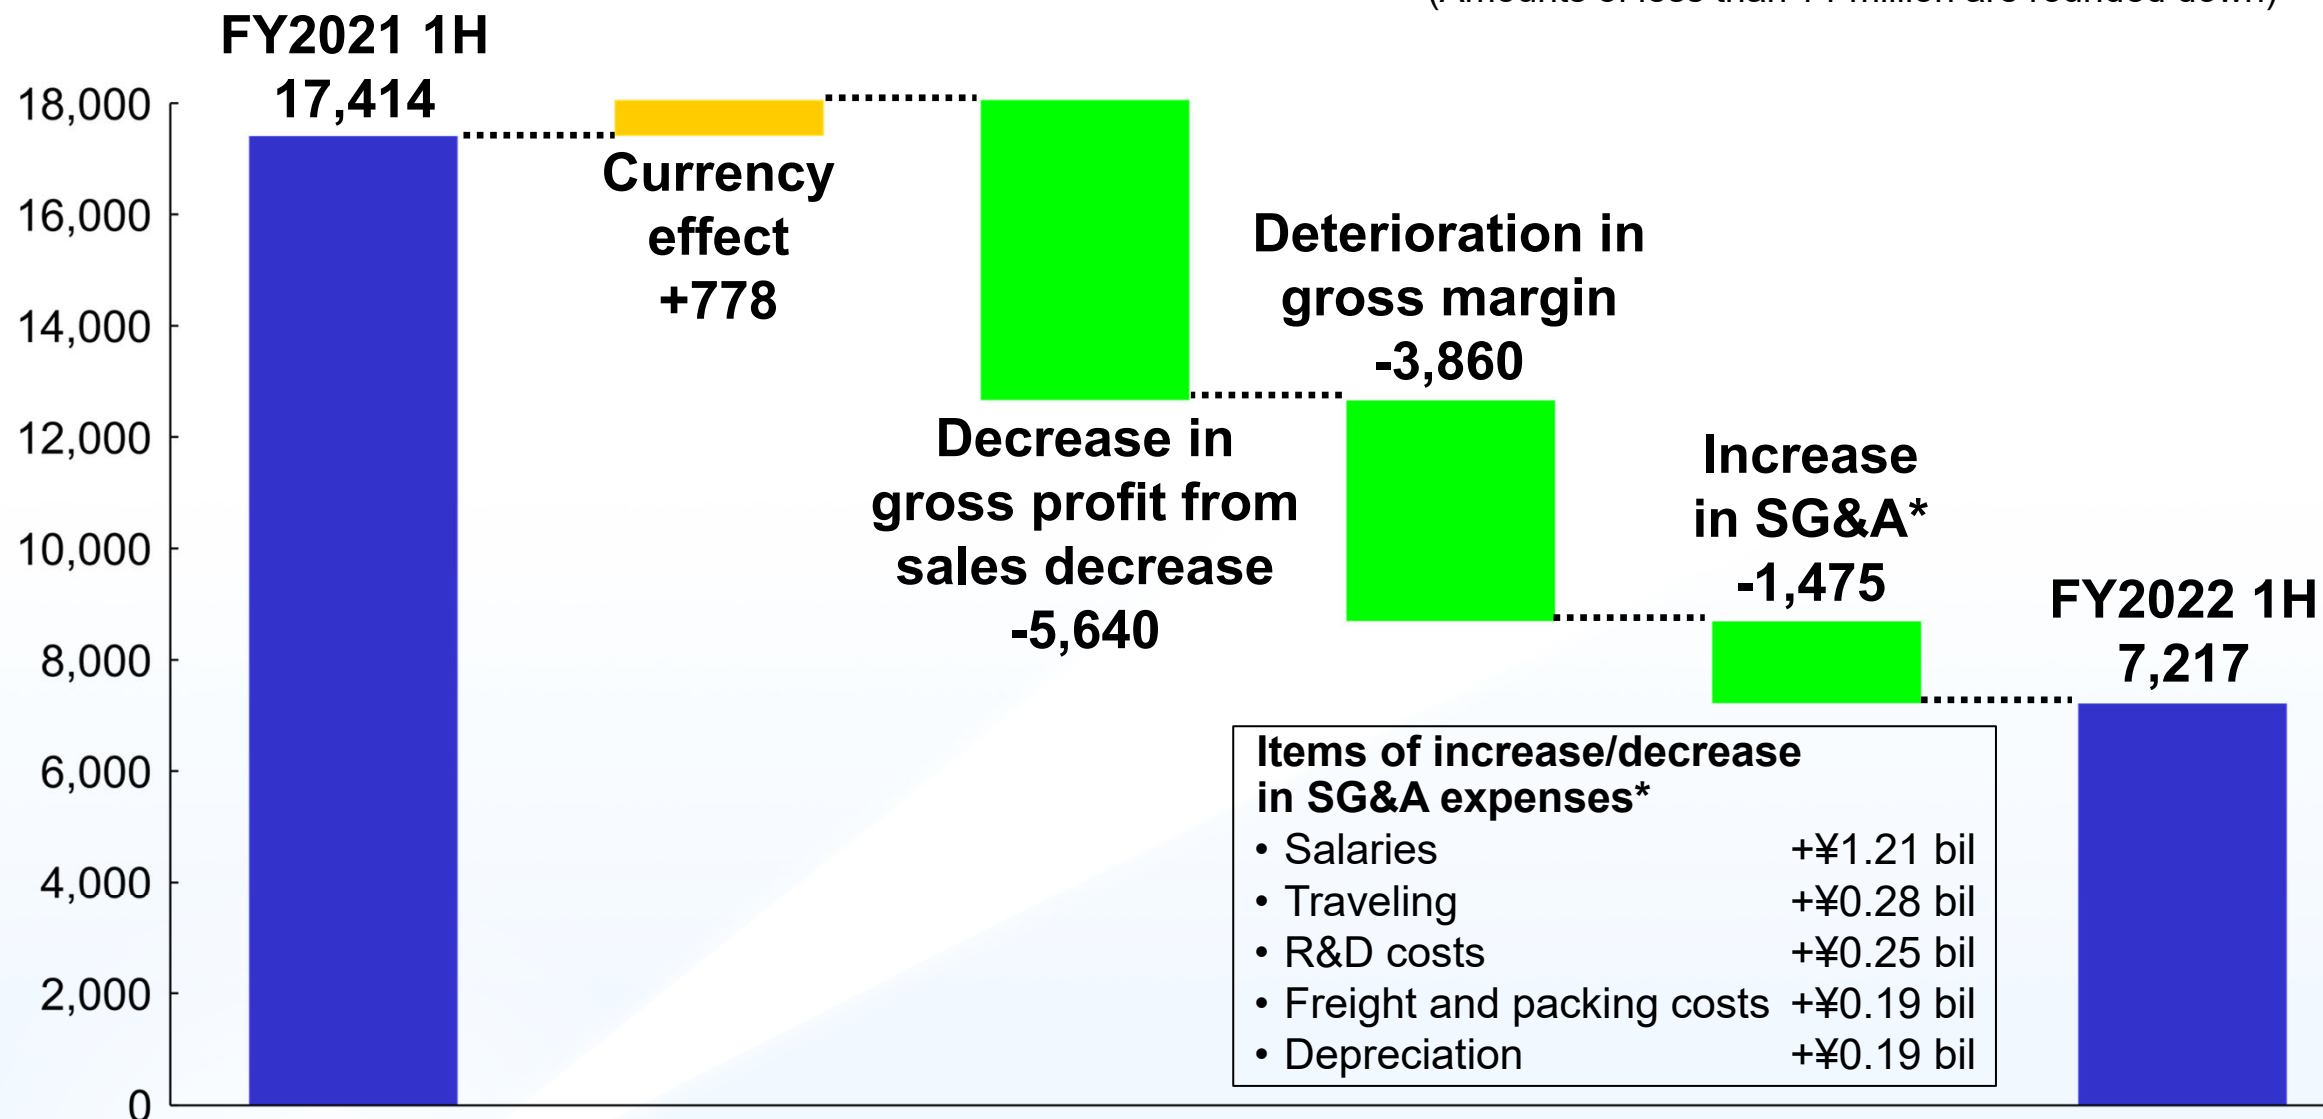 FY2021 1H
17,414
18,000
16,000
14,000
12,000
10,000
8,000
6,000
4,000
2,000
0
Currency
effect
+778
Decrease in
gross profit from
sales decrease
-5,640
Deterioration in
gross margin
-3,860
Increase
in SG&A*
-1,475
FY2022 1H
7,217
Items of increase/decrease
in SG&A expenses*
• Salaries +¥1.21 bil
• Traveling +¥0.28 bil
• R&D costs +¥0.25 bil
• Freight and packing costs +¥0.19 bil
• Depreciation +¥0.19 bil